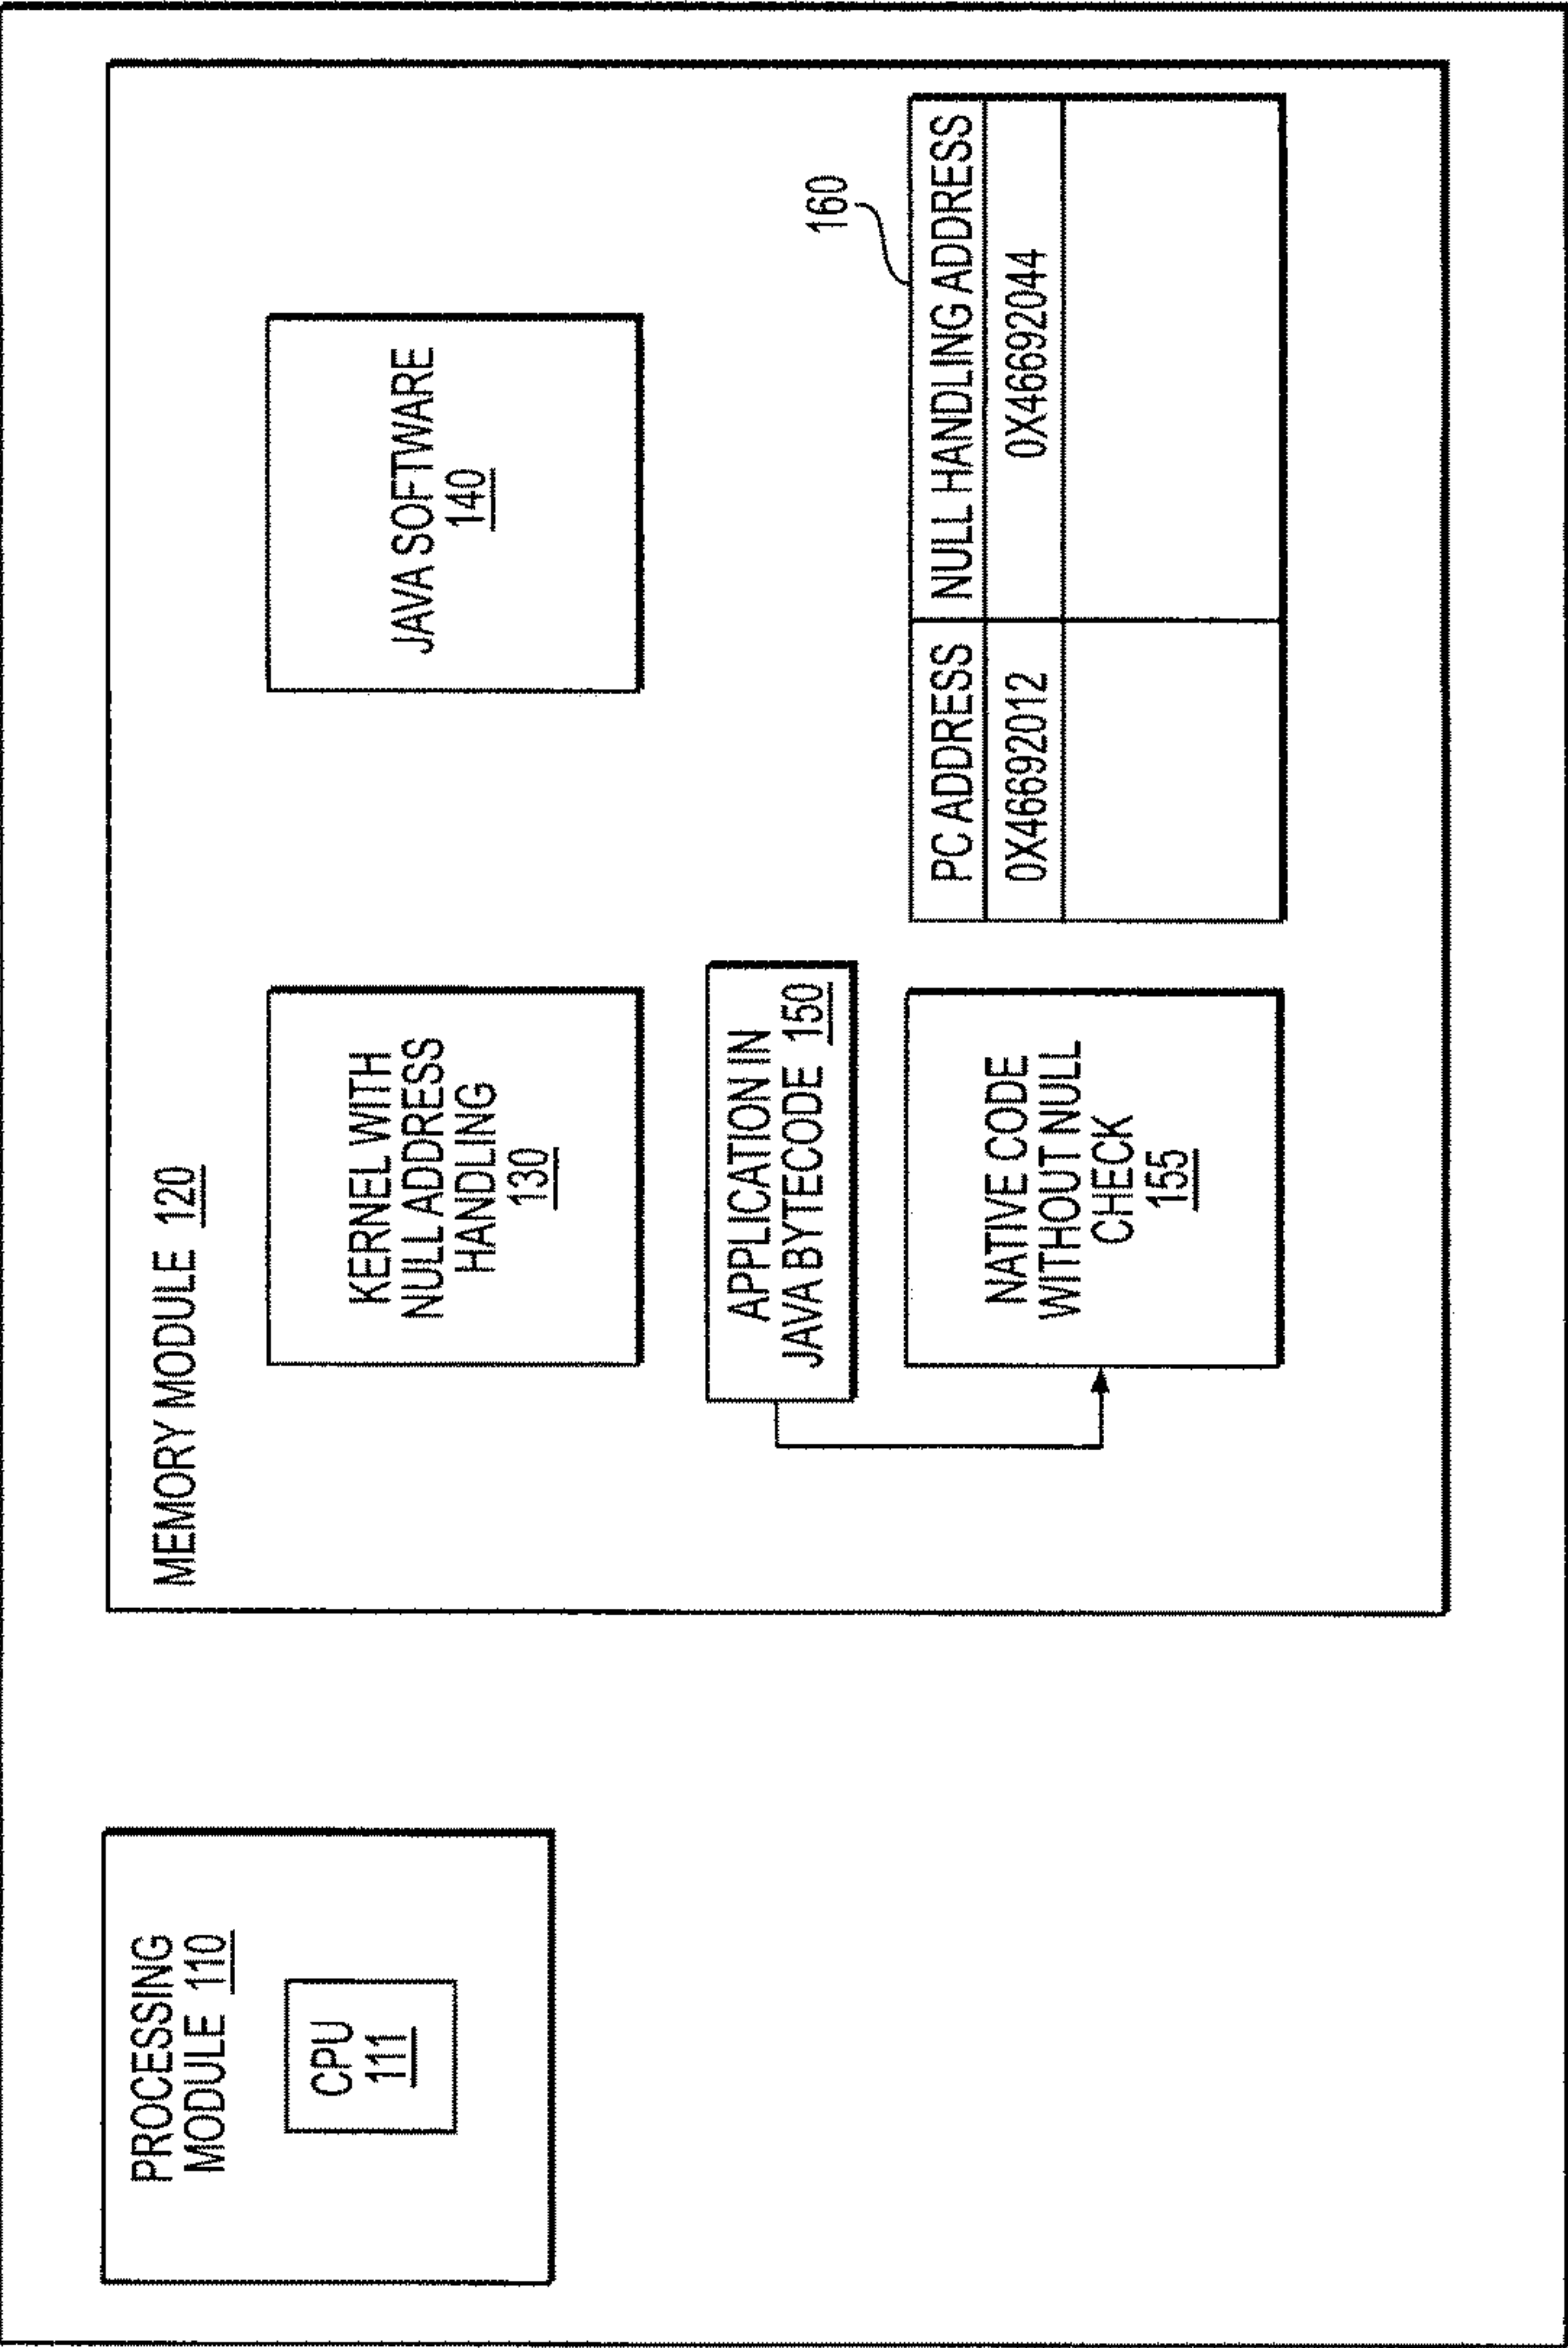 PROCESSING
MODULE 110
CPU
111
MEMORY MODULE 120
KERNEL WITH
NULL ADDRESS
HANDLING
130
JAVA SOFTWARE
140
APPLICATION IN
JAVA BYTECODE 150
NATIVE CODE
WITHOUT NULL
CHECK
155
160
PC ADDRESS NULL HANDLING ADDRESS
0X46692012 0X46692044